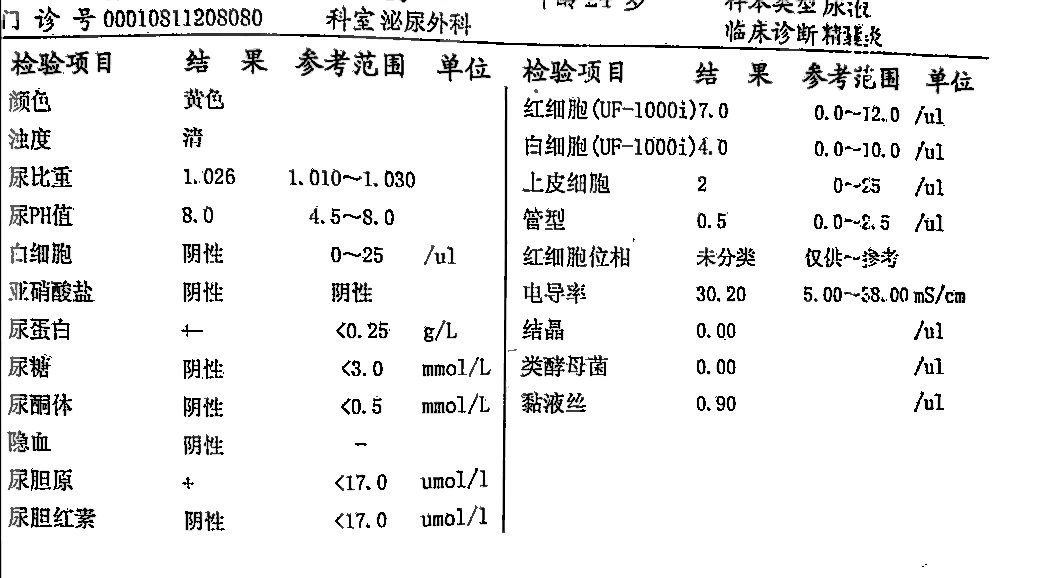 门 诊 号 00010811208080 科室 泌尿外科
年龄 24 岁
样本类型 尿液
临床诊断 精
检验项目 结 果 参考范围 单位
颜色 黄色
浊度 清
尿比重 1.026 1.010~1.030
尿PH值 8.0 4.5~8.0
白细胞 阴性 0~25 /ul
亚硝酸盐 阴性 阴性
尿蛋白 +- <0.25 g/L
尿糖 阴性 <3.0 mmol/L
尿酮体 阴性 <0.5 mmol/L
隐血 阴性 -
尿胆原 + <17.0 umol/l
尿胆红素 阴性 <17.0 umol/l
检验项目 结 果 参考范围 单位
红细胞(UF-1000i) 7.0 0.0~12.0 /ul
白细胞(UF-1000i) 4.0 0.0~10.0 /ul
上皮细胞 2 0~25 /ul
管型 0.5 0.0~2.5 /ul
红细胞位相 未分类 仅供~参考
电导率 30.20 5.00~38.00 mS/cm
结晶 0.00 /ul
类酵母菌 0.00 /ul
黏液丝 0.90 /ul